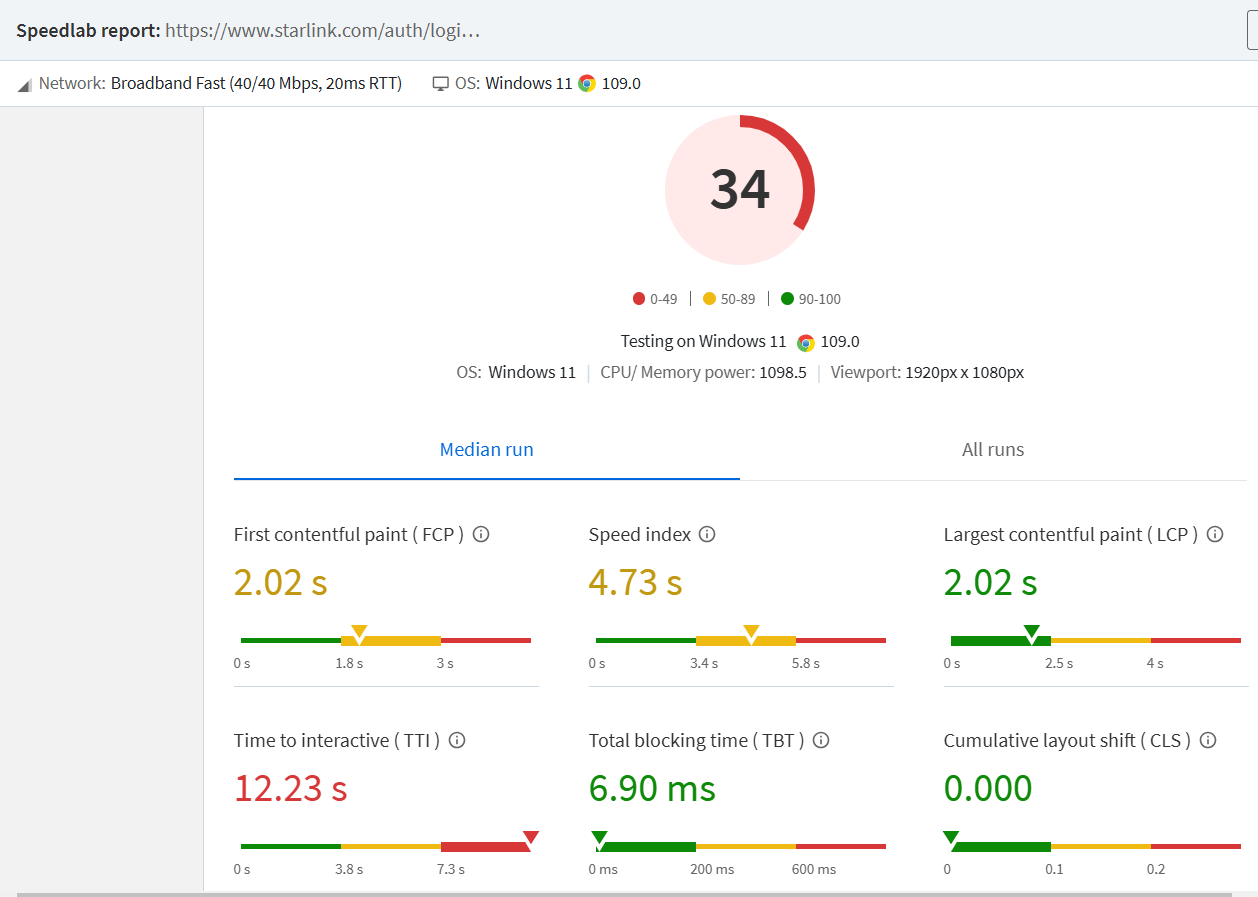 Speedlab report: https://www.starlink.com/auth/logi…
Network: Broadband Fast (40/40 Mbps, 20ms RTT) OS: Windows 11 109.0
34
0-49 | 50-89 | 90-100
Testing on Windows 11 109.0
OS: Windows 11 | CPU/ Memory power: 1098.5 | Viewport: 1920px x 1080px
Median run All runs
First contentful paint ( FCP ) Speed index Largest contentful paint ( LCP )
2.02 s 4.73 s 2.02 s
0 s 1.8 s 3 s 0 s 3.4 s 5.8 s 0 s 2.5 s 4 s
Time to interactive ( TTI ) Total blocking time ( TBT ) Cumulative layout shift ( CLS )
12.23 s 6.90 ms 0.000
0 s 3.8 s 7.3 s 0 ms 200 ms 600 ms 0 0.1 0.2